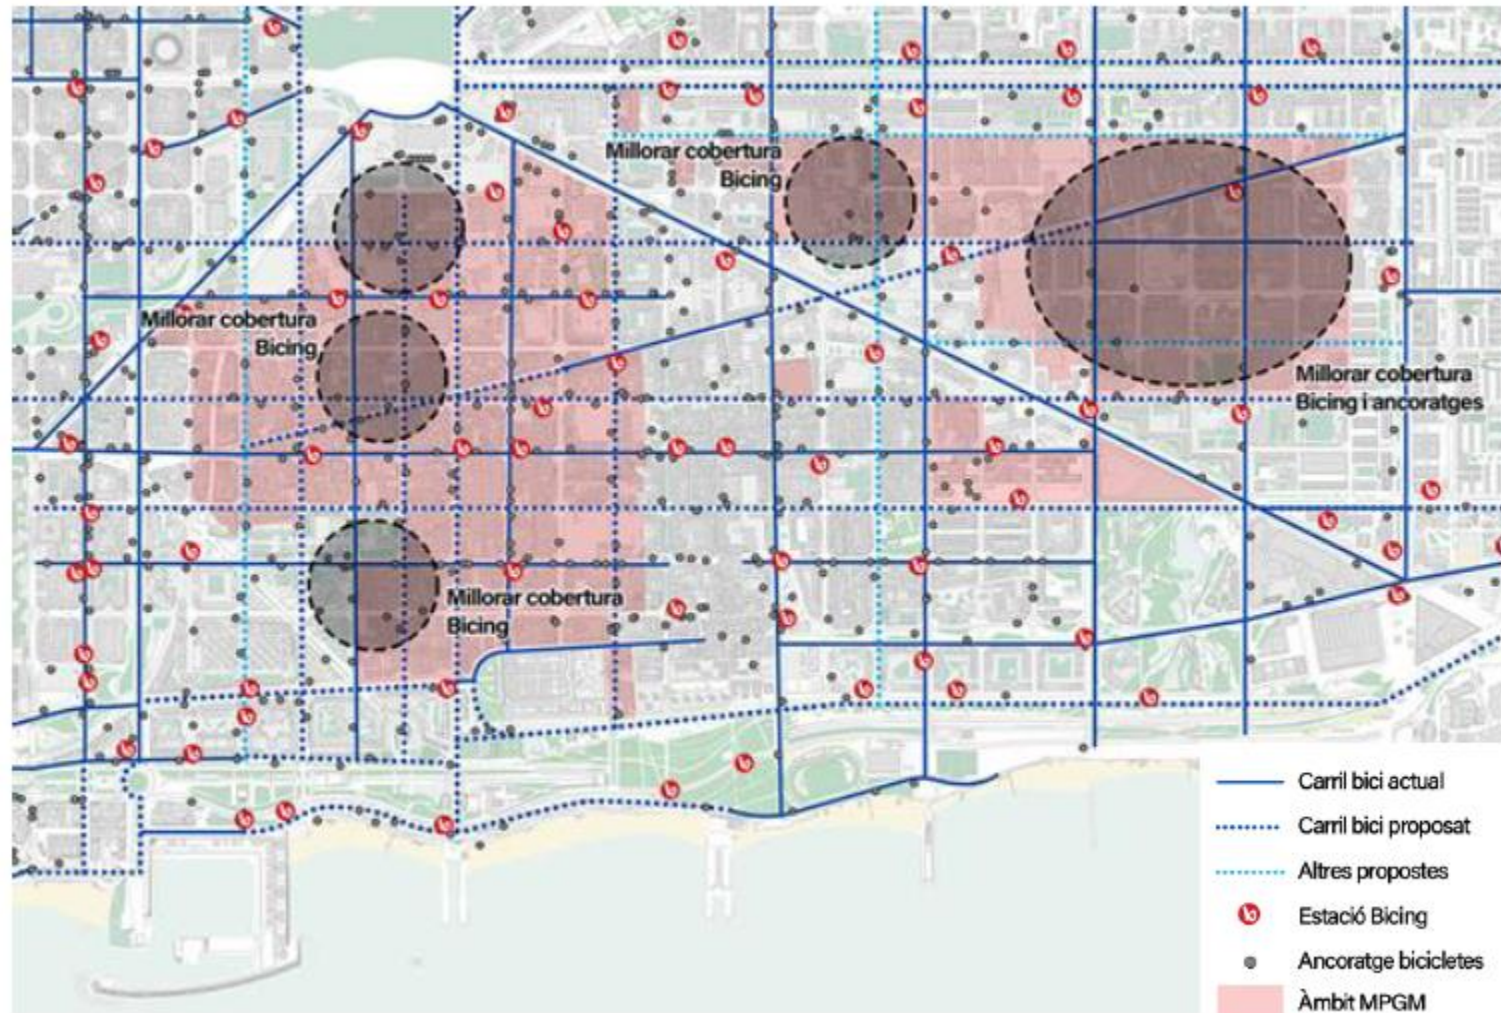 Millorar cobertura
Bicing
Millorar cobertura
Bicing
Millorar cobertura
Bicing i ancoratges
Millorar cobertura
Bicing
Carril bici actual
Carril bici proposat
Altres propostes
Estació Bicing
Ancoratge bicicletes
Àmbit MPGM